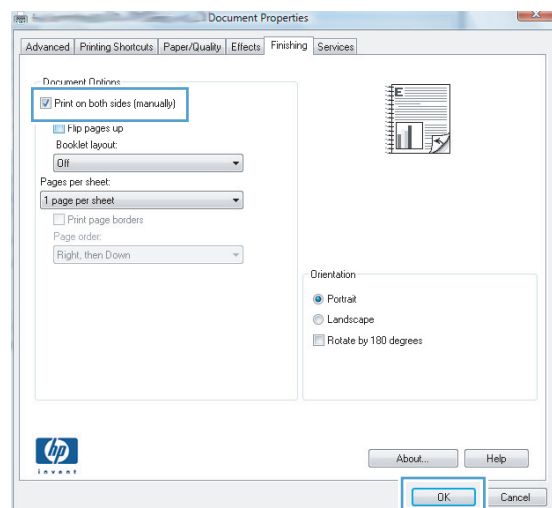 Document Properties
Advanced Printing Shortcuts Paper/Quality Effects Finishing Services
Document Options
Print on both sides (manually)
Flip pages up
Booklet layout:
Off
Pages per sheet:
1 page per sheet
Print page borders
Page order:
Right, then Down
E
Orientation
Portrait
Landscape
Rotate by 180 degrees
hp
invent
About... Help
OK Cancel